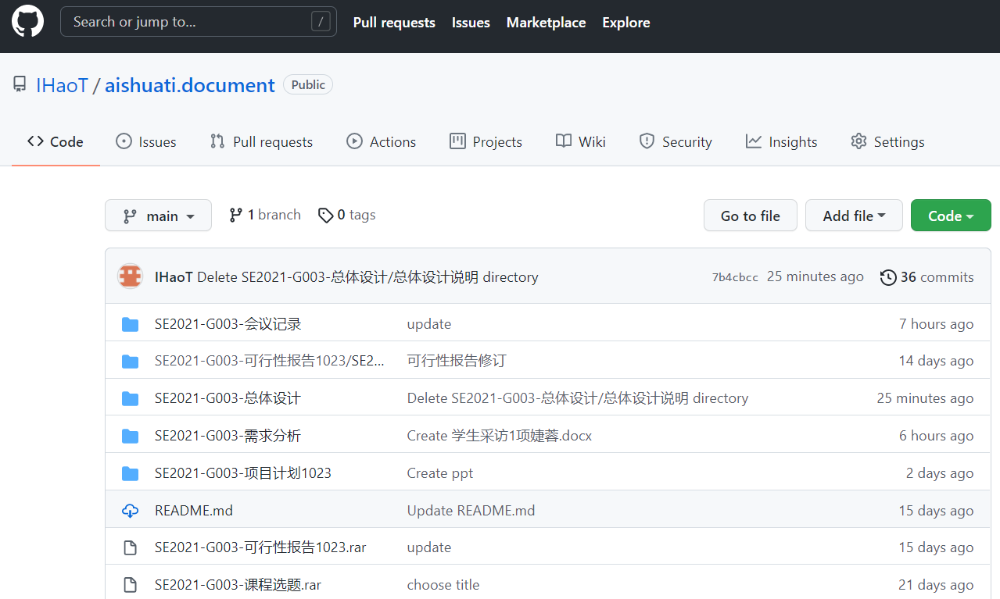 Search or jump to... / Pull requests Issues Marketplace Explore
IHaoT / aishuati.document Public
Code Issues Pull requests Actions Projects Wiki Security Insights Settings
main 1 branch 0 tags Go to file Add file Code
IHaoT Delete SE2021-G003-总体设计/总体设计说明 directory 7b4cbcc 25 minutes ago 36 commits
SE2021-G003-会议记录 update 7 hours ago
SE2021-G003-可行性报告1023/SE2... 可行性报告修订 14 days ago
SE2021-G003-总体设计 Delete SE2021-G003-总体设计/总体设计说明 directory 25 minutes ago
SE2021-G003-需求分析 Create 学生采访1项婕蓉.docx 6 hours ago
SE2021-G003-项目计划1023 Create ppt 2 days ago
README.md Update README.md 15 days ago
SE2021-G003-可行性报告1023.rar update 15 days ago
SE2021-G003-课程选题.rar choose title 21 days ago